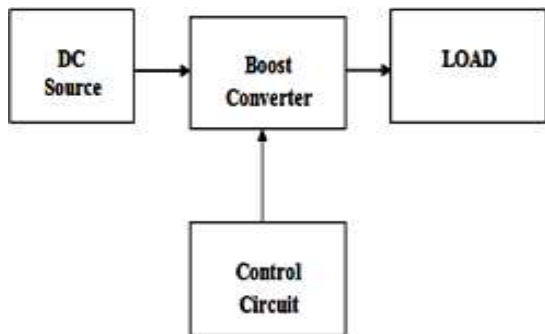 DC
Source
Boost
Converter
LOAD
Control
Circuit